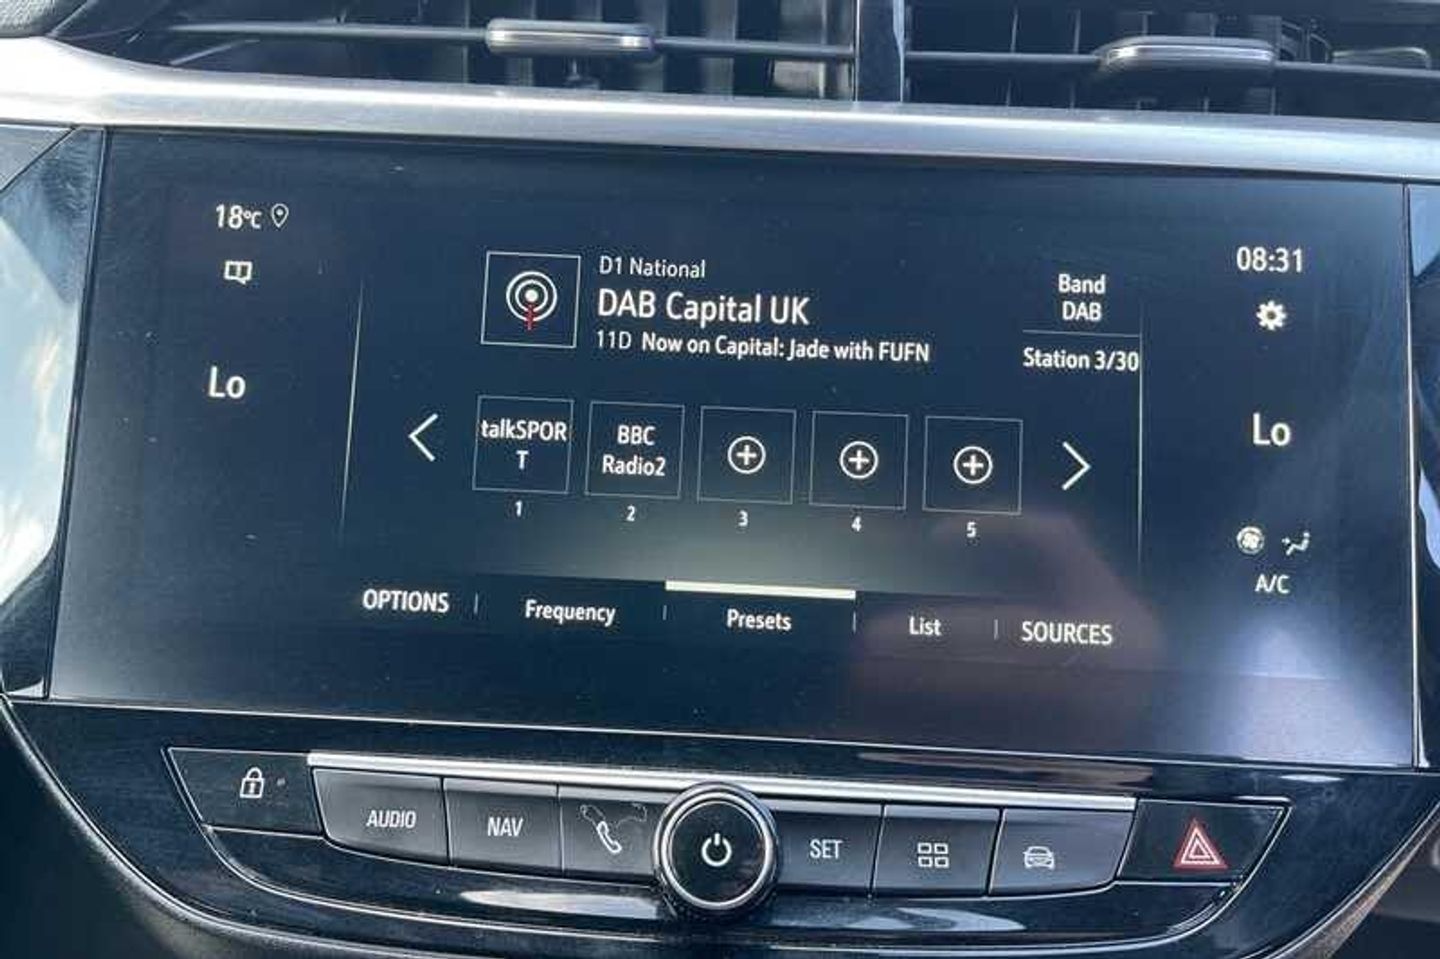 18°C
08:31
D1 National
DAB Capital UK
11D Now on Capital: Jade with FUFN
Band
DAB
Station 3/30
Lo
Lo
talkSPOR
T
BBC
Radio2
1
2
3
4
5
A/C
OPTIONS
Frequency
Presets
List
SOURCES
AUDIO
NAV
SET